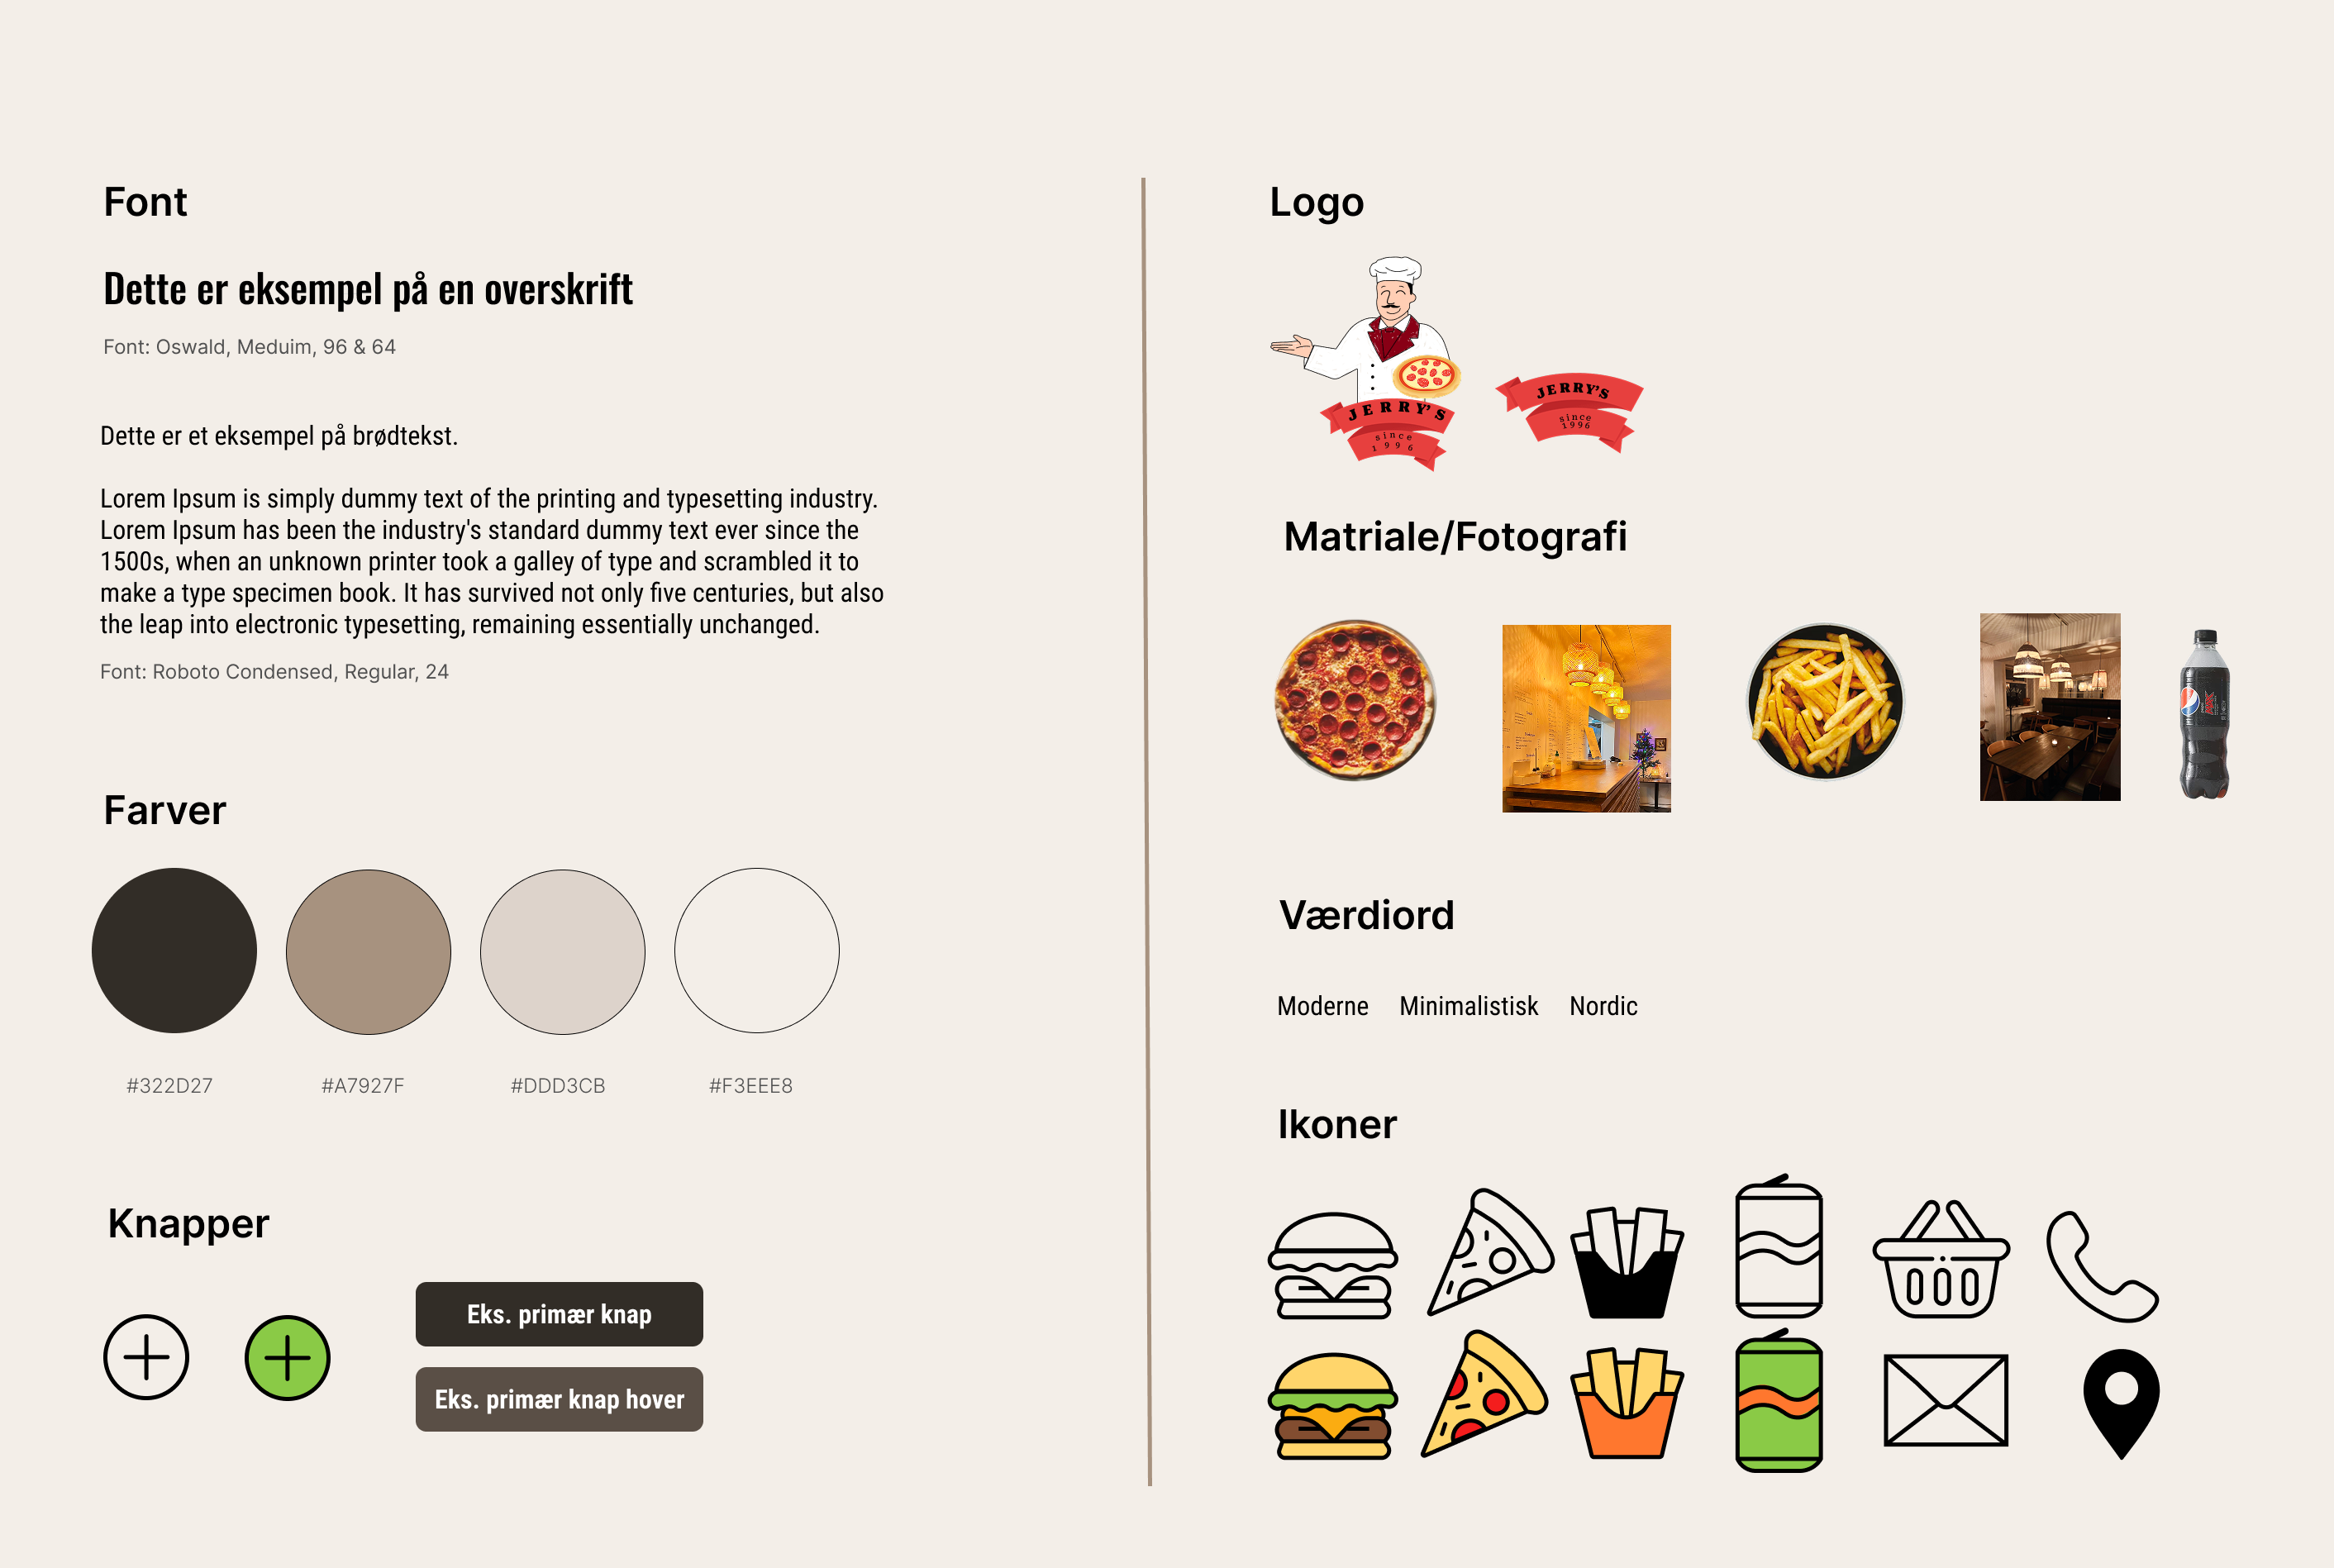 Font
Dette er eksempel på en overskrift
Font: Oswald, Meduim, 96 & 64
Dette er et eksempel på brødtekst.
Lorem Ipsum is simply dummy text of the printing and typesetting industry.
Lorem Ipsum has been the industry's standard dummy text ever since the
1500s, when an unknown printer took a galley of type and scrambled it to
make a type specimen book. It has survived not only five centuries, but also
the leap into electronic typesetting, remaining essentially unchanged.
Font: Roboto Condensed, Regular, 24
Farver
#322D27 #A7927F #DDD3CB #F3EEE8
Knapper
Eks. primær knap
Eks. primær knap hover
Logo
JERRY'S
since
1996
JERRY'S
since
1996
Matriale/Fotografi
Værdiord
Moderne Minimalistisk Nordic
Ikoner